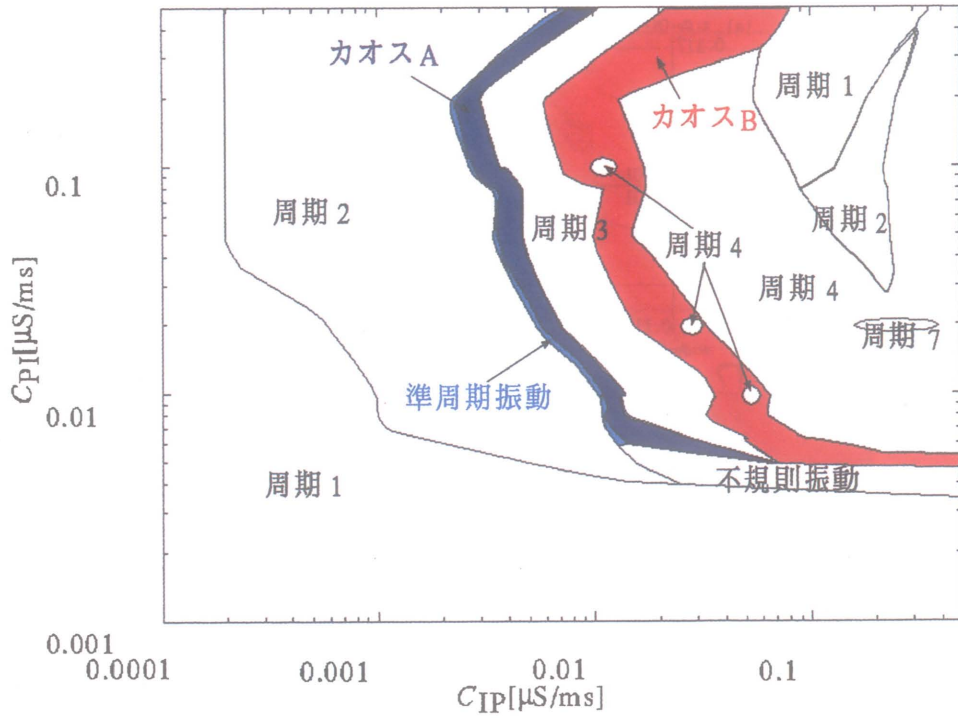 カオスA
周期 1
カオスB
0.1
周期 2
周期 3
周期 4
周期 2
周期 4
周期 7
CPI[μS/ms]
準周期振動
0.01
周期 1
不規則振動
0.001
0.0001
0.001
0.01
0.1
CIP[μS/ms]